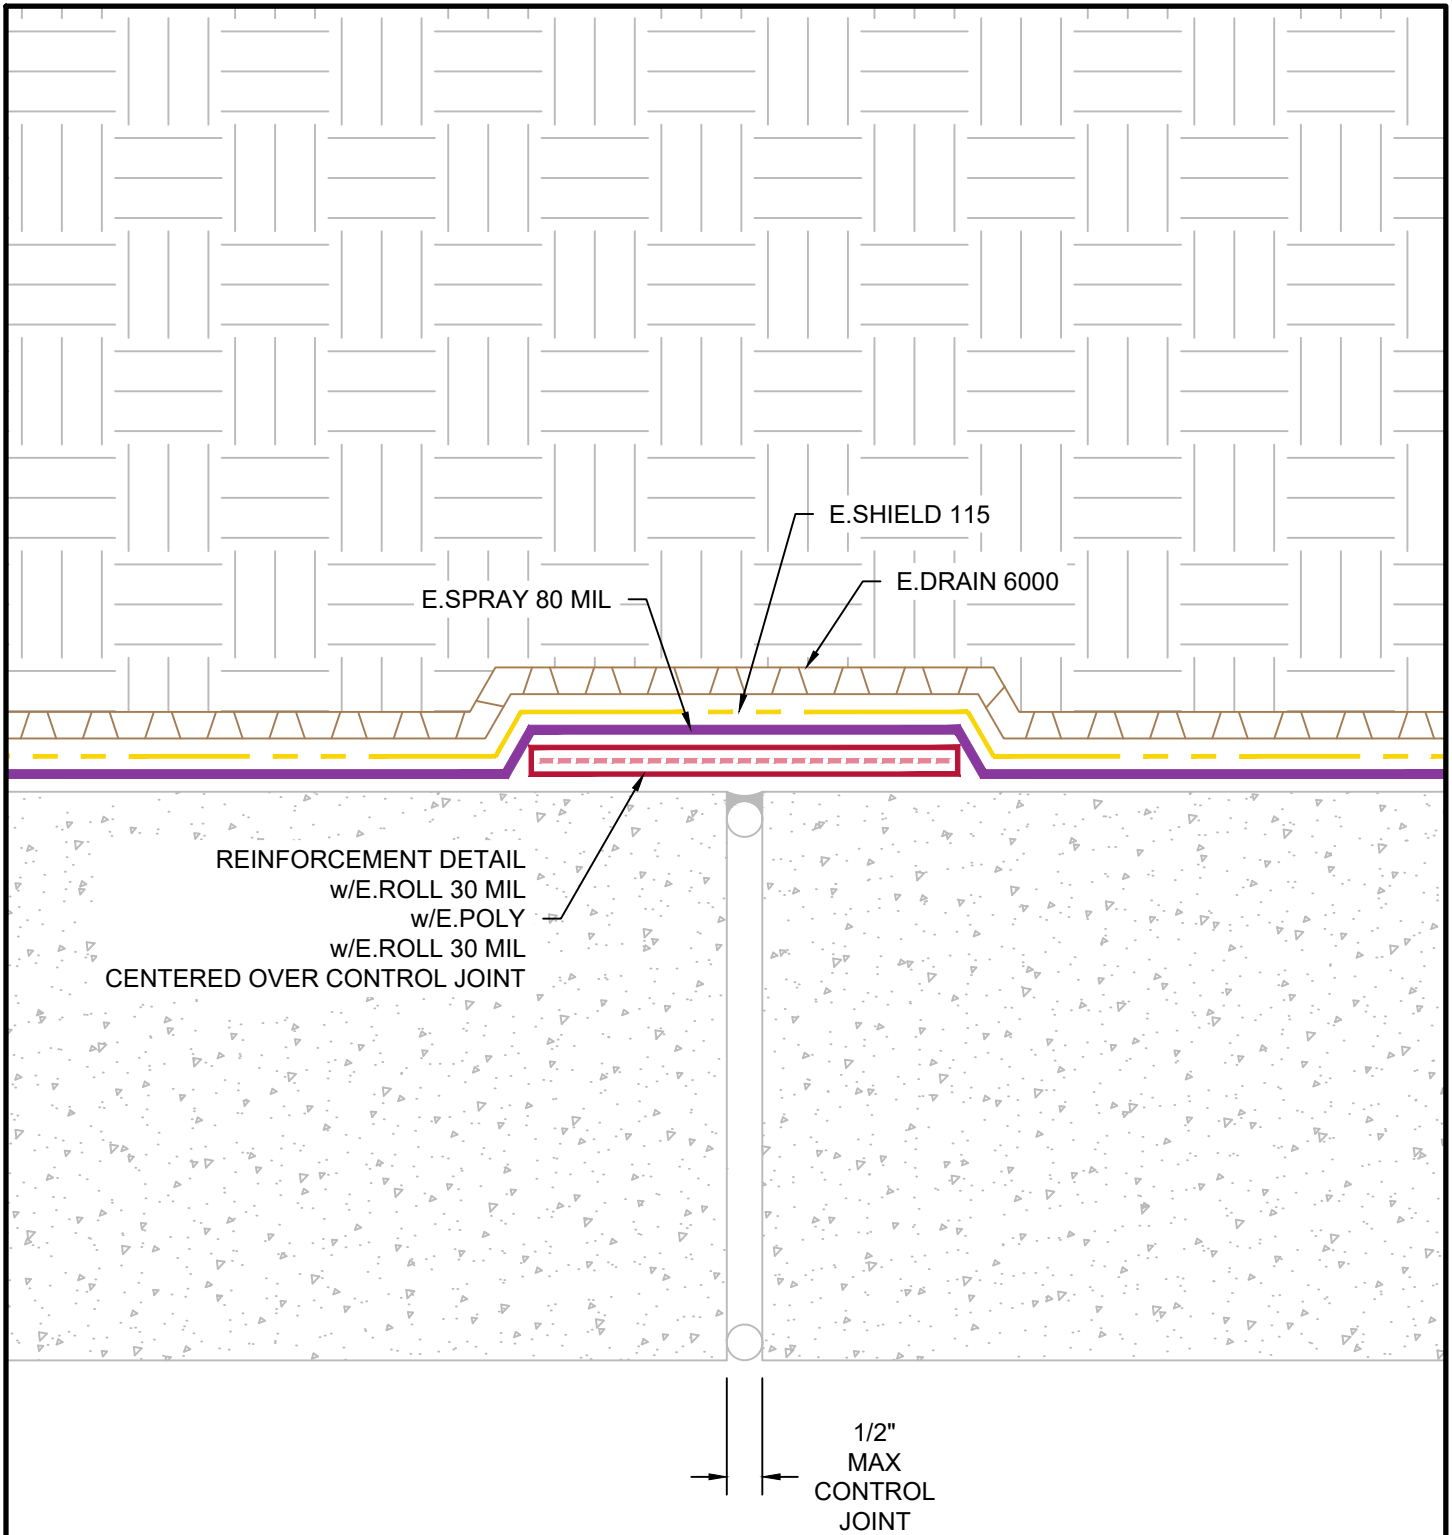 E.SHIELD 115
E.DRAIN 6000
E.SPRAY 80 MIL
REINFORCEMENT DETAIL
w/E.ROLL 30 MIL
w/E.POLY
w/E.ROLL 30 MIL
CENTERED OVER CONTROL JOINT
1/2"
MAX
CONTROL
JOINT